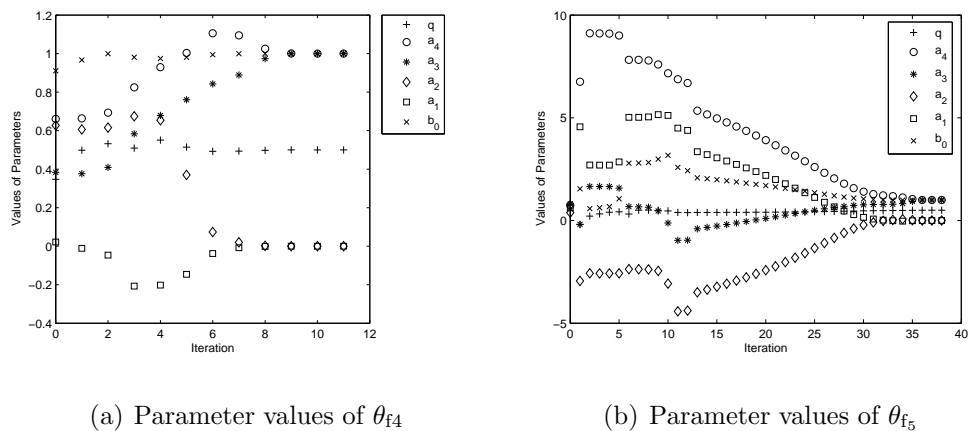 1.2
1
0.8
0.6
0.4
0.2
0
−0.2
−0.4
0 2 4 6 8 10 12
Values of Parameters
Iteration
q
a4
a3
a2
a1
b0
10
5
0
−5
0 5 10 15 20 25 30 35 40
Values of Parameters
Iteration
q
a4
a3
a2
a1
b0
(a) Parameter values of θf4
(b) Parameter values of θf5